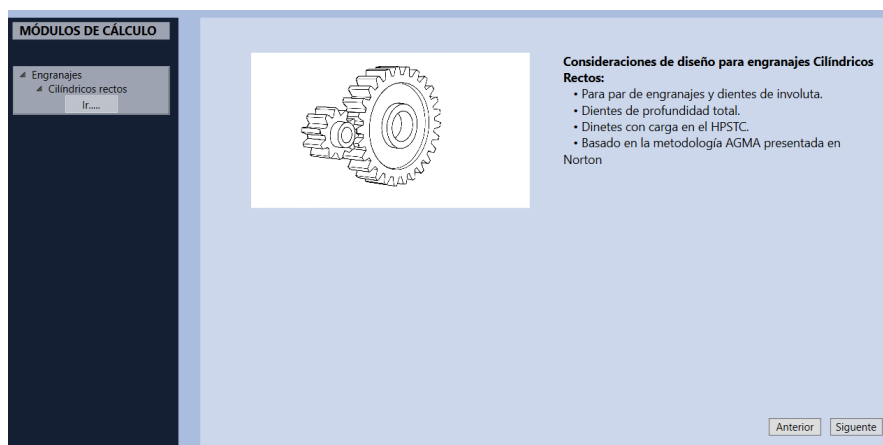 MÓDULOS DE CÁLCULO
Engranajes
Cilíndricos rectos
Ir.....
Consideraciones de diseño para engranajes Cilíndricos
Rectos:
• Para par de engranajes y dientes de involuta.
• Dientes de profundidad total.
• Dinetes con carga en el HPSTC.
• Basado en la metodología AGMA presentada en
Norton
Anterior
Siguente